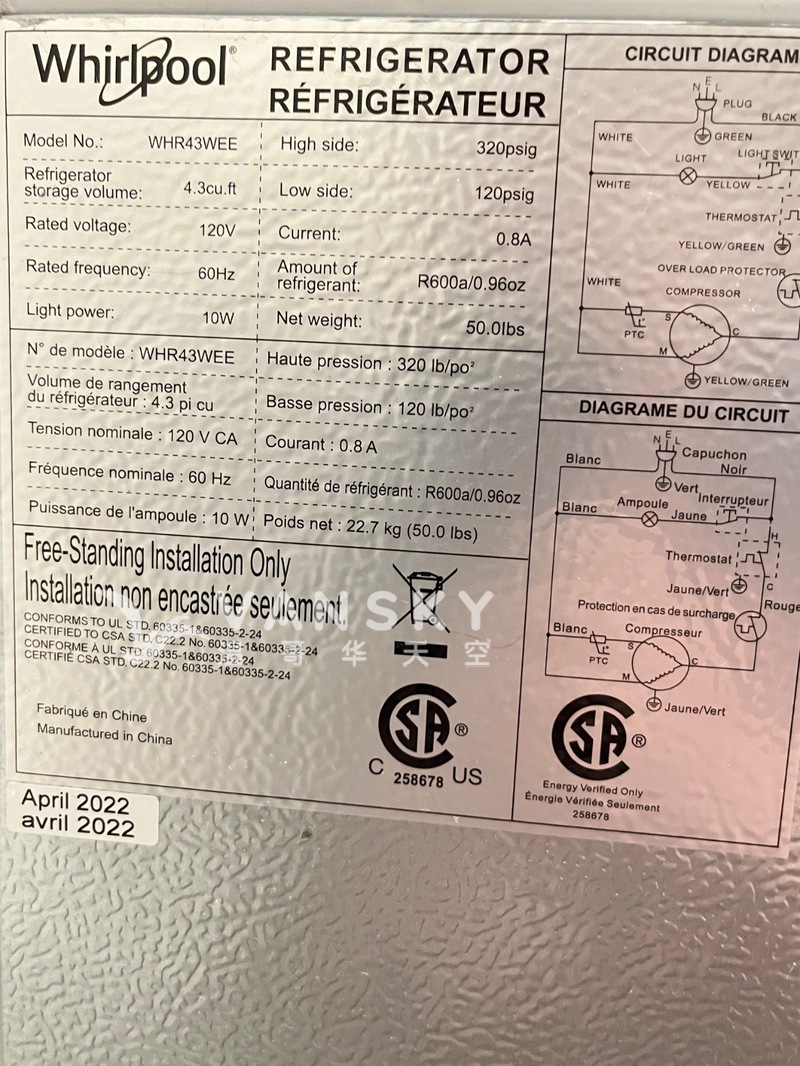 Whirlpool®
REFRIGERATOR
RÉFRIGÉRATEUR
Model No.: WHR43WEE
High side: 320psig
Refrigerator
storage volume: 4.3cu.ft
Low side: 120psig
Rated voltage: 120V
Current: 0.8A
Rated frequency: 60Hz
Amount of
refrigerant: R600a/0.96oz
Light power: 10W
Net weight: 50.0lbs
N° de modèle : WHR43WEE
Haute pression : 320 lb/po²
Volume de rangement
du réfrigérateur : 4.3 pi cu
Basse pression : 120 lb/po²
Tension nominale : 120 V CA
Courant : 0.8 A
Fréquence nominale : 60 Hz
Quantité de réfrigérant : R600a/0.96oz
Puissance de l'ampoule : 10 W
Poids net : 22.7 kg (50.0 lbs)
Free-Standing Installation Only
Installation non encastrée seulement.
CONFORMS TO UL STD. 60335-1&60335-2-24
CERTIFIED TO CSA STD. C22.2 No. 60335-1&60335-2-24
CONFORME À UL STD. 60335-1&60335-2-24
CERTIFIÉ CSA STD. C22.2 No. 60335-1&60335-2-24
Fabriqué en Chine
Manufactured in China
SA ®
C 258678 US
CIRCUIT DIAGRAM
N E L
PLUG
BLACK
WHITE
GREEN
LIGHT
WHITE
YELLOW
THERMOSTAT
YELLOW/GREEN
OVER LOAD PROTECTOR
WHITE
COMPRESSOR
PTC
S
C
M
YELLOW/GREEN
DIAGRAME DU CIRCUIT
N E L
Capuchon
Blanc
Noir
Vert
Interrupteur
Blanc
Ampoule
Jaune
H
Thermostat
C
Jaune/Vert
Rouge
Protection en cas de surcharge
Blanc
Compresseur
PTC
S
C
M
Jaune/Vert
SA ®
Energy Verified Only
Énergie Vérifiée Seulement
258678
April 2022
avril 2022
VANSKY
哥华天空